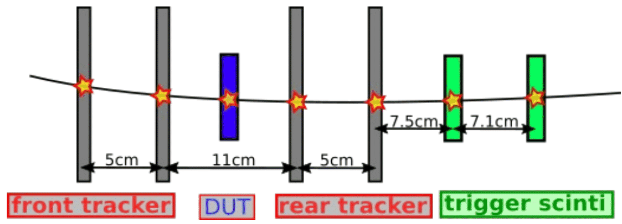 7.5cm 7.1cm
5cm 11cm 5cm
front tracker DUT rear tracker trigger scinti